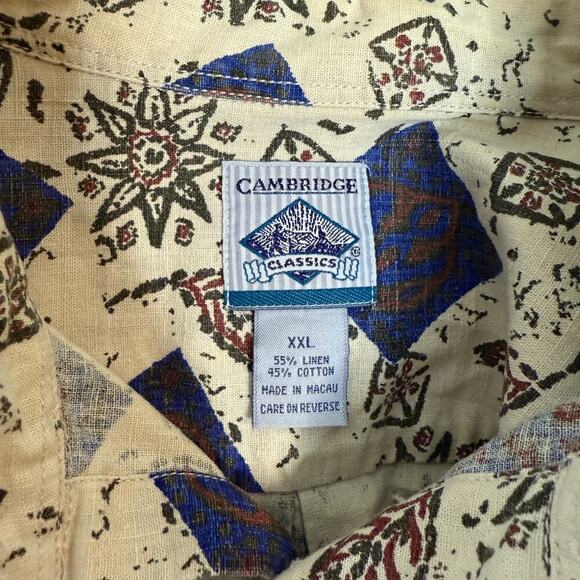 CAMBRIDGE
CLASSICS
XXL
55% LINEN
45% COTTON
MADE IN MACAU
CARE ON REVERSE